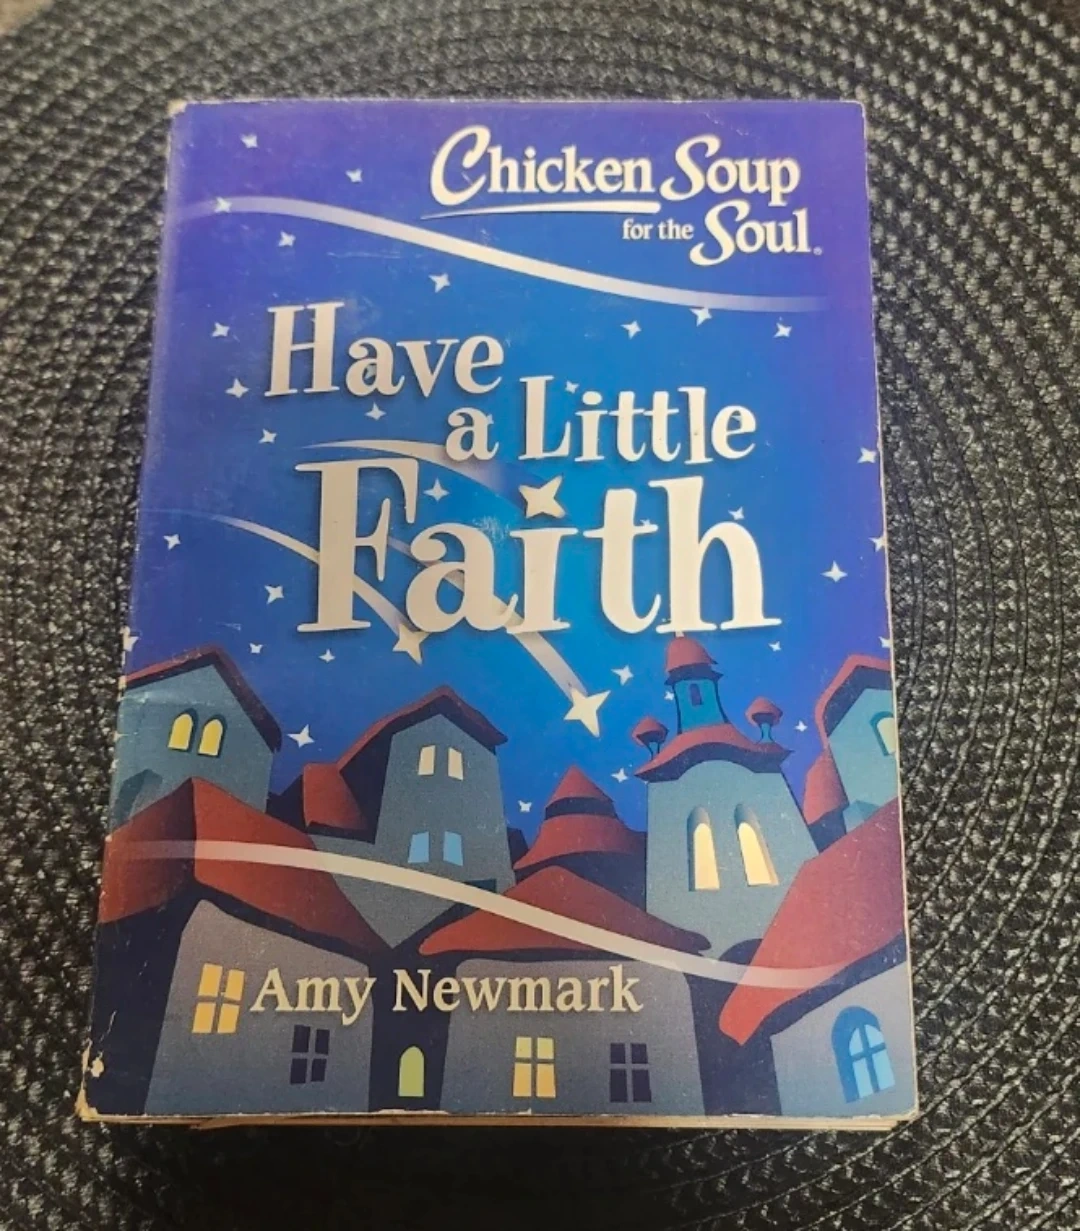 Chicken Soup
for the Soul®
Have
a Little
Faith
Amy Newmark